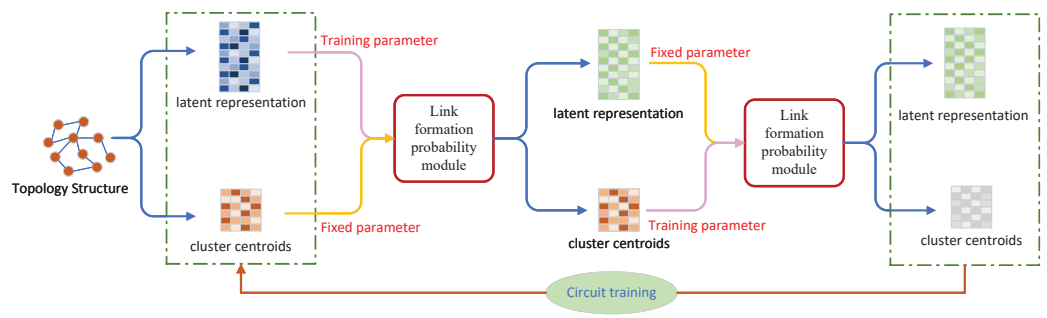 Topology Structure
latent representation
cluster centroids
Training parameter
Fixed parameter
Link
formation
probability
module
latent representation
cluster centroids
Fixed parameter
Training parameter
Link
formation
probability
module
latent representation
cluster centroids
Circuit training